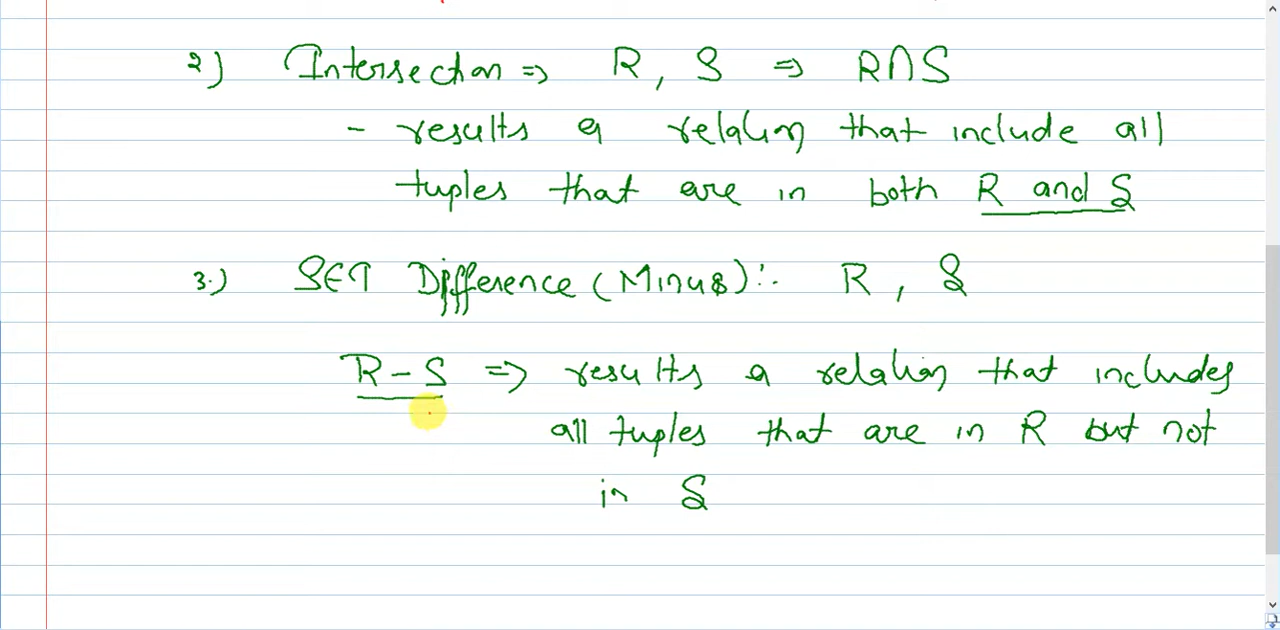 2) Intersection ⇒ R, S ⇒ R∩S
- results a relation that include all
tuples that are in both R and S
3.) SET Difference (Minus):- R, S
R-S ⇒ results a relation that includes
all tuples that are in R but not
in S